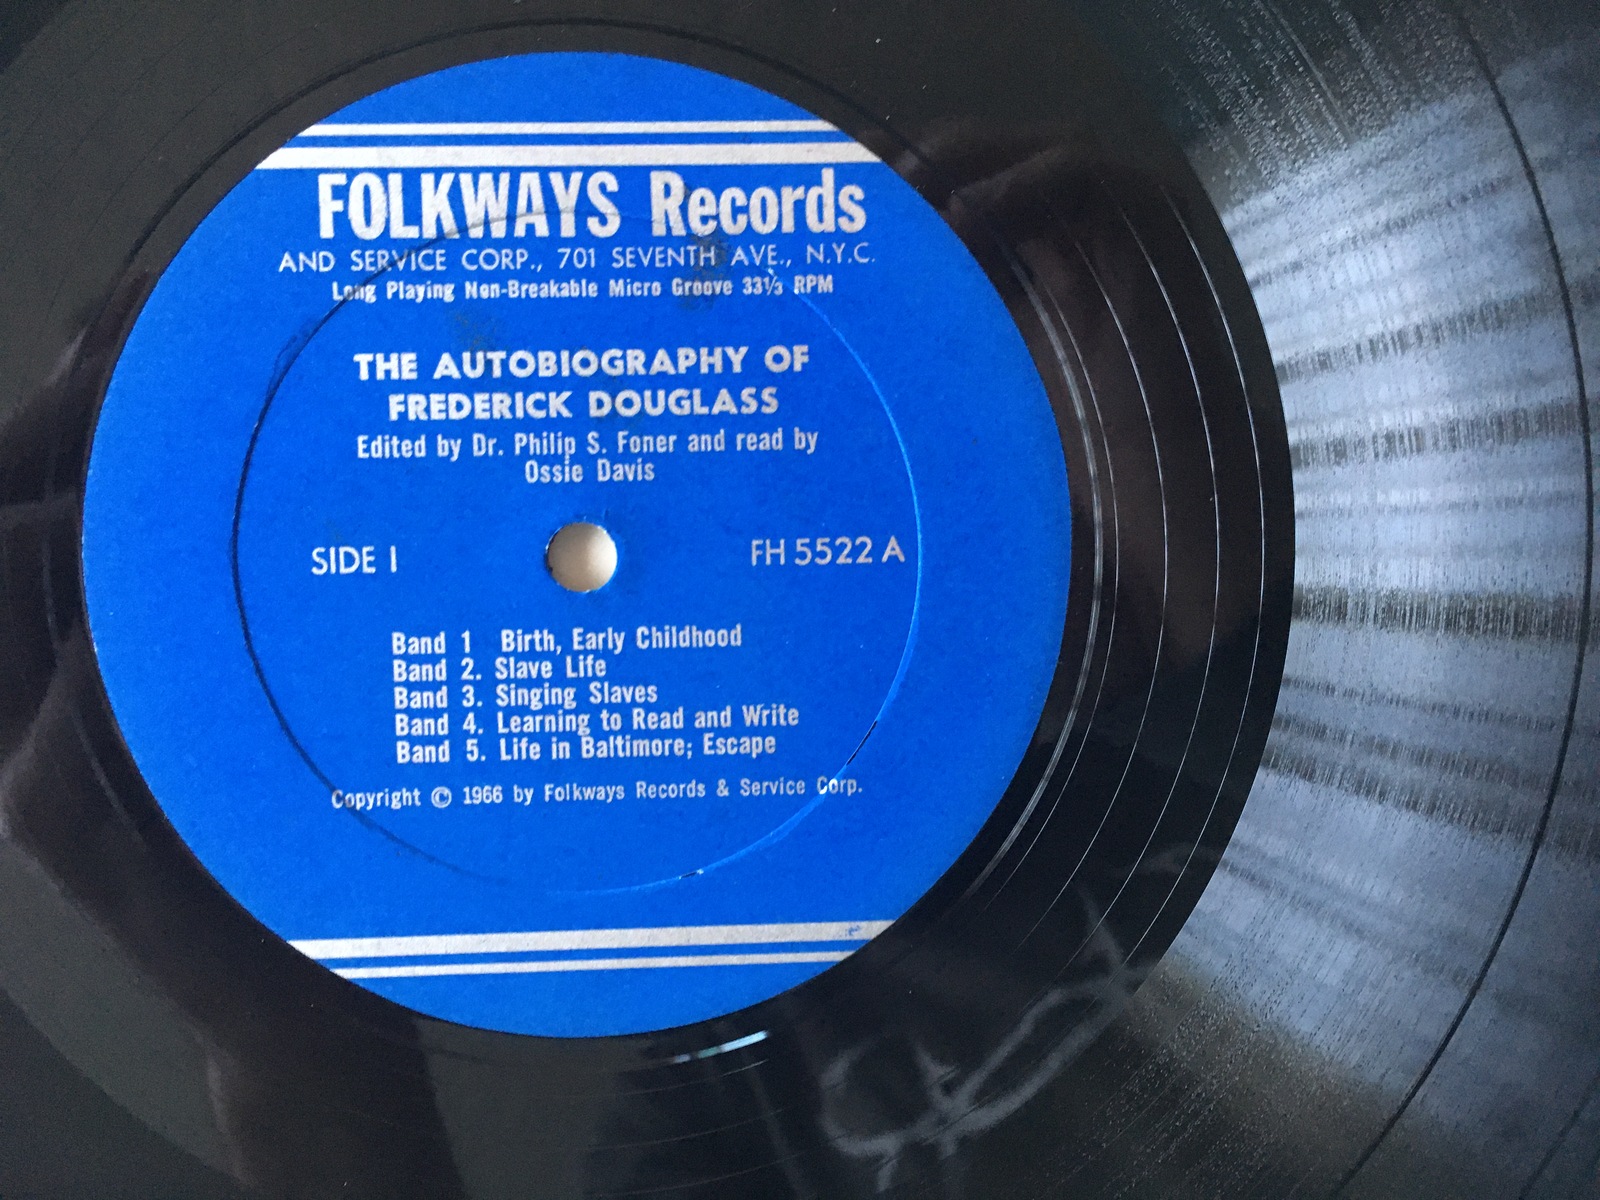 FOLKWAYS Records
AND SERVICE CORP., 701 SEVENTH AVE., N.Y.C.
Long Playing Non-Breakable Micro Groove 33⅓ RPM
THE AUTOBIOGRAPHY OF
FREDERICK DOUGLASS
Edited by Dr. Philip S. Foner and read by
Ossie Davis
SIDE I FH 5522 A
Band 1 Birth, Early Childhood
Band 2. Slave Life
Band 3. Singing Slaves
Band 4. Learning to Read and Write
Band 5. Life in Baltimore; Escape
Copyright © 1966 by Folkways Records & Service Corp.